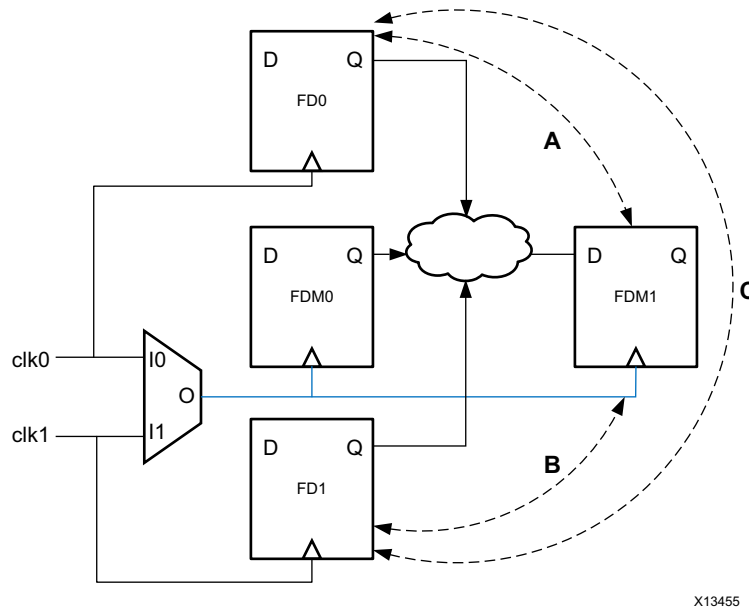 D Q
FD0
A
D Q
FDM0
D Q
FDM1
C
clk0
I0
O
clk1
I1
D Q
FD1
B
X13455